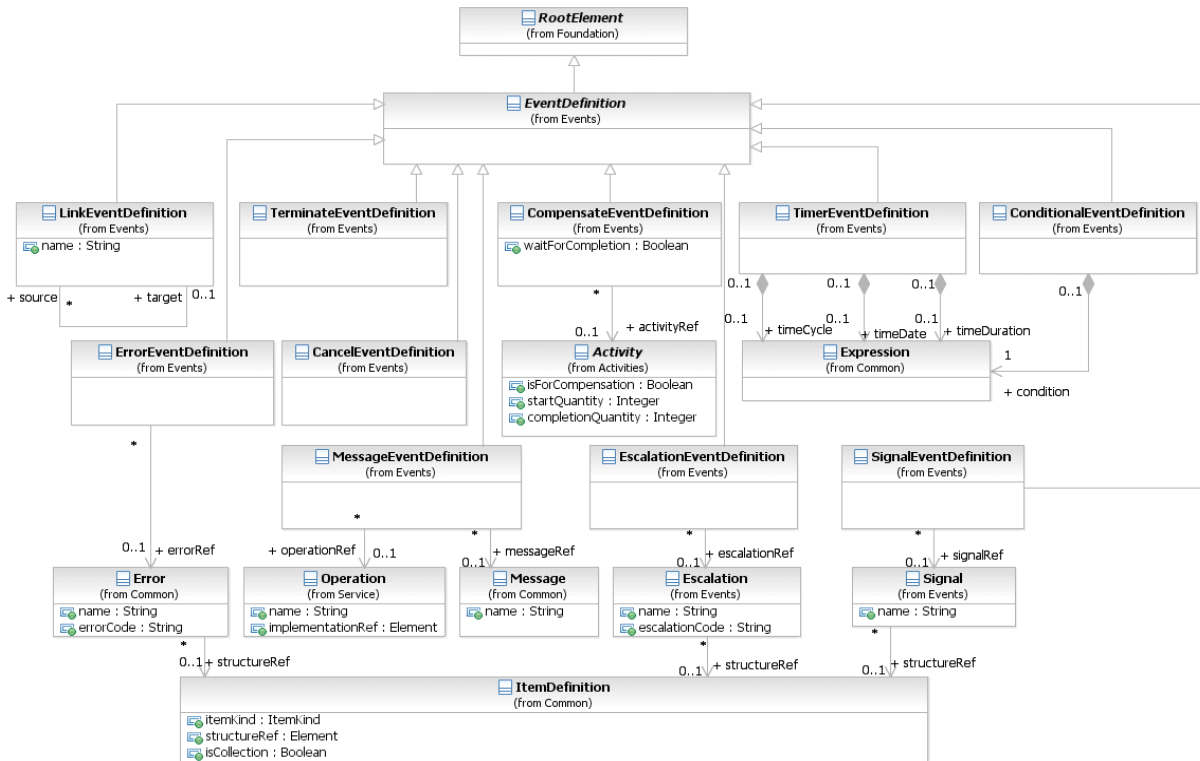 RootElement
(from Foundation)
EventDefinition
(from Events)
LinkEventDefinition
(from Events)
name : String
TerminateEventDefinition
(from Events)
CompensateEventDefinition
(from Events)
waitForCompletion : Boolean
TimerEventDefinition
(from Events)
ConditionalEventDefinition
(from Events)
+ source
*
+ target
0..1
*
0..1
+ activityRef
0..1
0..1
0..1
0..1
0..1
0..1
+ timeCycle
+ timeDate
+ timeDuration
0..1
1
+ condition
ErrorEventDefinition
(from Events)
CancelEventDefinition
(from Events)
Activity
(from Activities)
isForCompensation : Boolean
startQuantity : Integer
completionQuantity : Integer
Expression
(from Common)
*
MessageEventDefinition
(from Events)
EscalationEventDefinition
(from Events)
SignalEventDefinition
(from Events)
*
*
*
*
0..1
+ errorRef
+ operationRef
0..1
0..1
+ messageRef
0..1
+ escalationRef
0..1
+ signalRef
Error
(from Common)
name : String
errorCode : String
Operation
(from Service)
name : String
implementationRef : Element
Message
(from Common)
name : String
Escalation
(from Events)
name : String
escalationCode : String
Signal
(from Events)
name : String
*
0..1
+ structureRef
*
0..1
+ structureRef
*
0..1
+ structureRef
ItemDefinition
(from Common)
itemKind : ItemKind
structureRef : Element
isCollection : Boolean